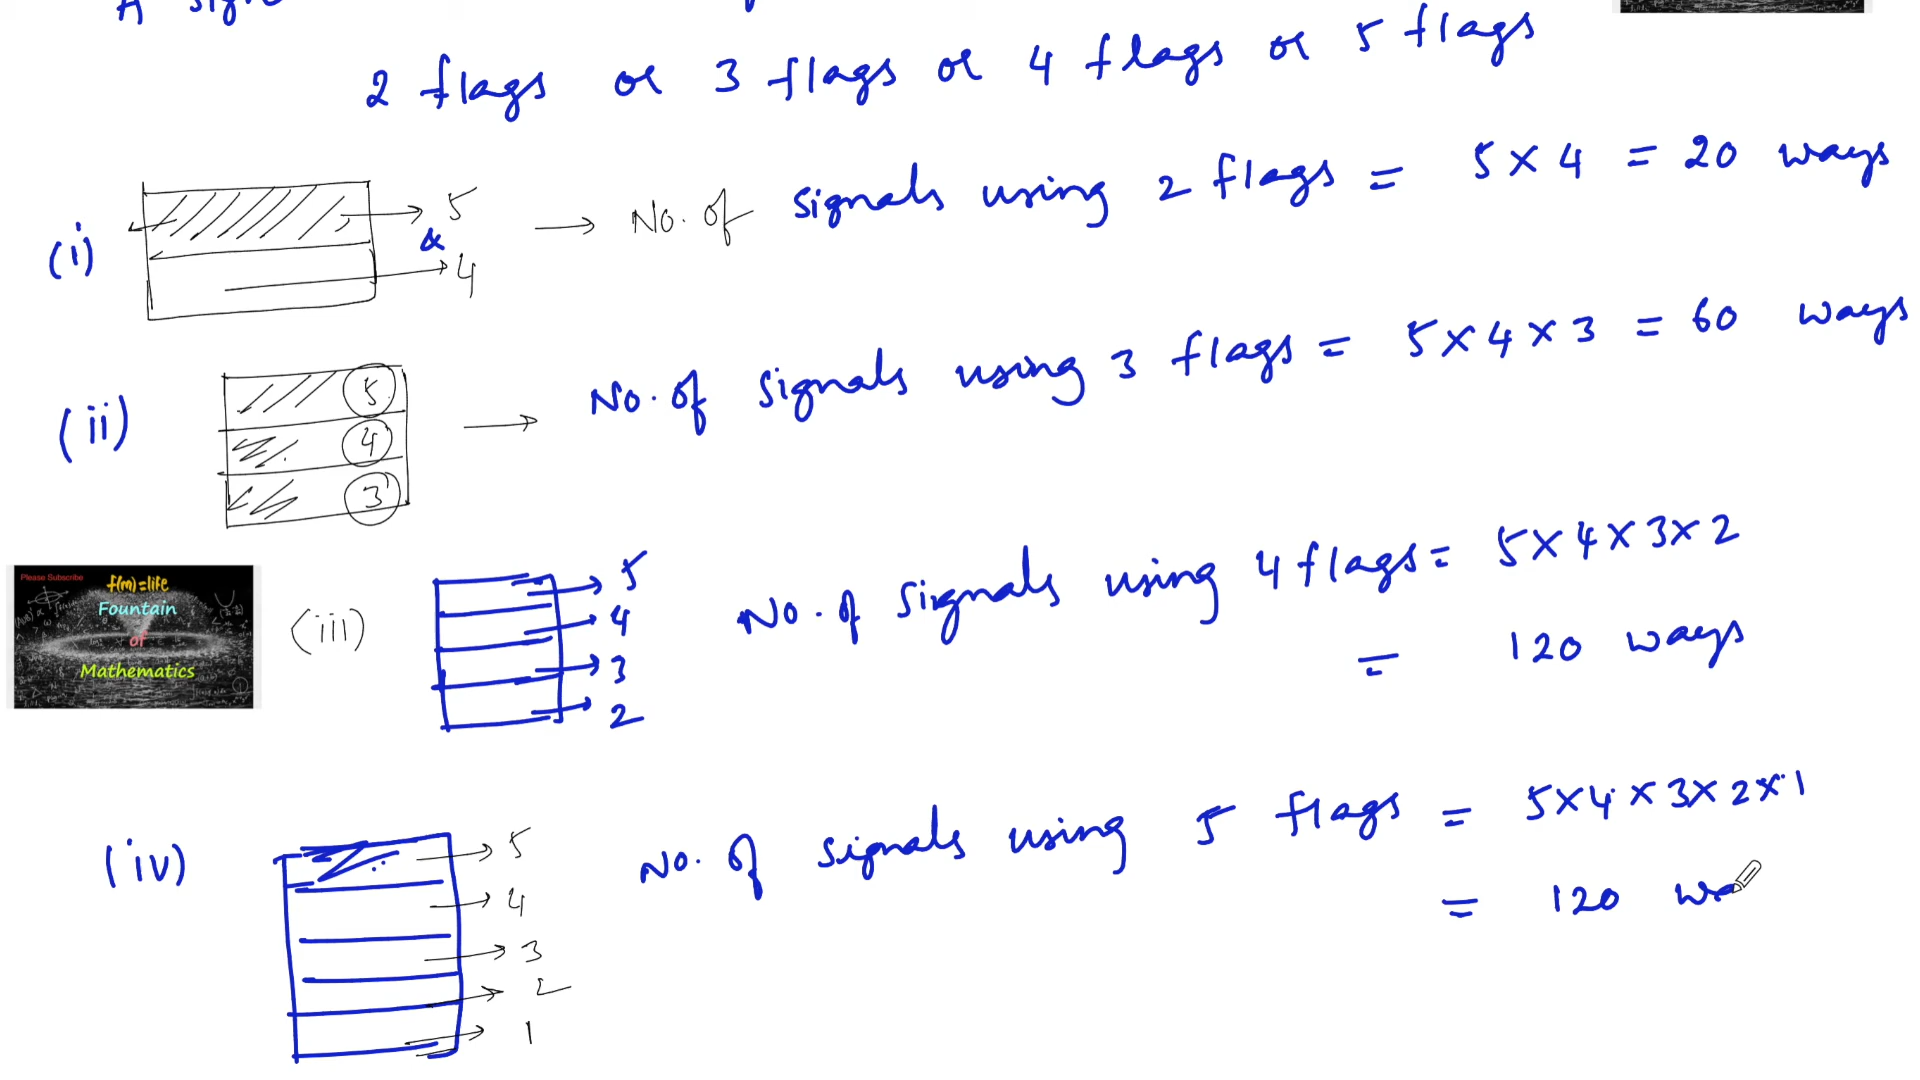 A sign
2 flags or 3 flags or 4 flags or 5 flags
(i) 5 & 4 → No. of signals using 2 flags = 5 × 4 = 20 ways
(ii) 5 4 3 → No. of signals using 3 flags = 5 × 4 × 3 = 60 ways
Please Subscribe
f(m)=life
Fountain
of
Mathematics
(iii) 5 4 3 2 No. of signals using 4 flags = 5 × 4 × 3 × 2
= 120 ways
(iv) 5 4 3 2 1 No. of signals using 5 flags = 5 × 4 × 3 × 2 × 1
= 120 wa